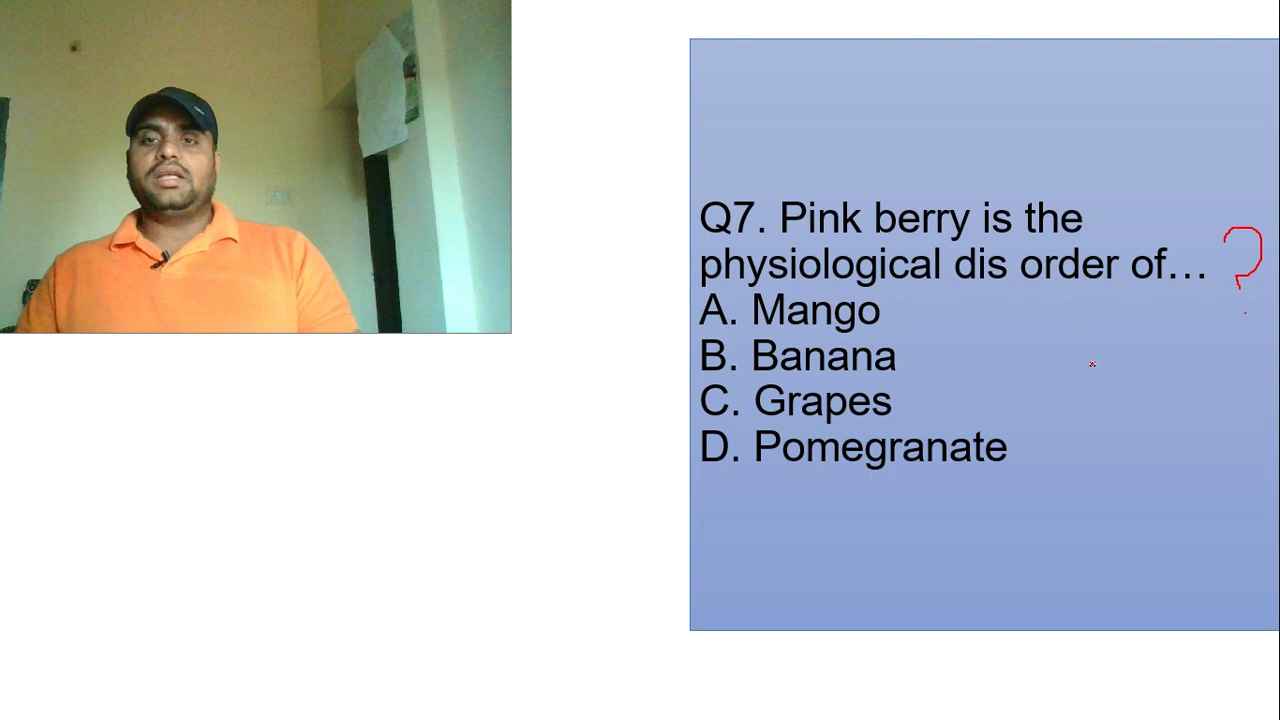 Q7. Pink berry is the
physiological dis order of… ?
A. Mango
B. Banana
C. Grapes
D. Pomegranate